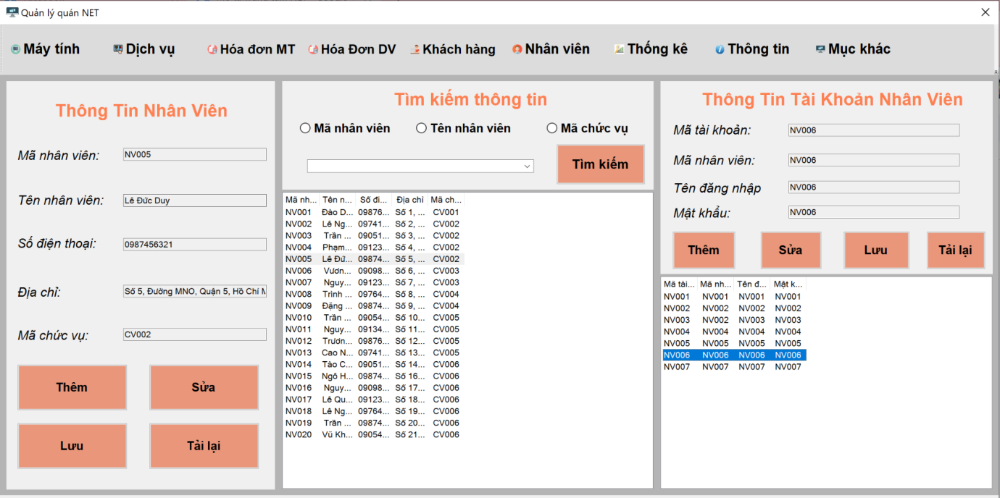 Quản lý quán NET
Máy tính Dịch vụ Hóa đơn MT Hóa Đơn DV Khách hàng Nhân viên Thống kê Thông tin Mục khác
Thông Tin Nhân Viên
Mã nhân viên: NV005
Tên nhân viên: Lê Đức Duy
Số điện thoại: 0987456321
Địa chỉ: Số 5, Đường MNO, Quận 5, Hồ Chí M
Mã chức vụ: CV002
Thêm Sửa
Lưu Tải lại
Tìm kiếm thông tin
Mã nhân viên Tên nhân viên Mã chức vụ
Tìm kiếm
Mã nh... Tên n... Số đi... Địa chỉ Mã ch...
NV001 Đào D... 09876... Số 1, ... CV001
NV002 Lê Ng... 09741... Số 2, ... CV002
NV003 Trần ... 09051... Số 3, ... CV002
NV004 Phạm... 09123... Số 4, ... CV002
NV005 Lê Đứ... 09874... Số 5, ... CV002
NV006 Vươn... 09098... Số 6, ... CV003
NV007 Nguy... 09123... Số 7, ... CV003
NV008 Trình ... 09764... Số 8, ... CV004
NV009 Đặng ... 09874... Số 9, ... CV004
NV010 Trần ... 09054... Số 10... CV005
NV011 Nguy... 09134... Số 11... CV005
NV012 Trươn... 09876... Số 12... CV005
NV013 Cao N... 09741... Số 13... CV005
NV014 Tào C... 09051... Số 14... CV006
NV015 Ngô H... 09874... Số 16... CV006
NV016 Nguy... 09098... Số 17... CV006
NV017 Lê Qu... 09123... Số 18... CV006
NV018 Lê Ng... 09764... Số 19... CV006
NV019 Trần ... 09874... Số 20... CV006
NV020 Vũ Kh... 09054... Số 21... CV006
Thông Tin Tài Khoản Nhân Viên
Mã tài khoản: NV006
Mã nhân viên: NV006
Tên đăng nhập NV006
Mật khẩu: NV006
Thêm Sửa Lưu Tải lại
Mã tài... Mã nh... Tên đ... Mật k...
NV001 NV001 NV001 NV001
NV002 NV002 NV002 NV002
NV003 NV002 NV003 NV003
NV004 NV004 NV004 NV004
NV005 NV005 NV005 NV005
NV006 NV006 NV006 NV006
NV007 NV007 NV007 NV007